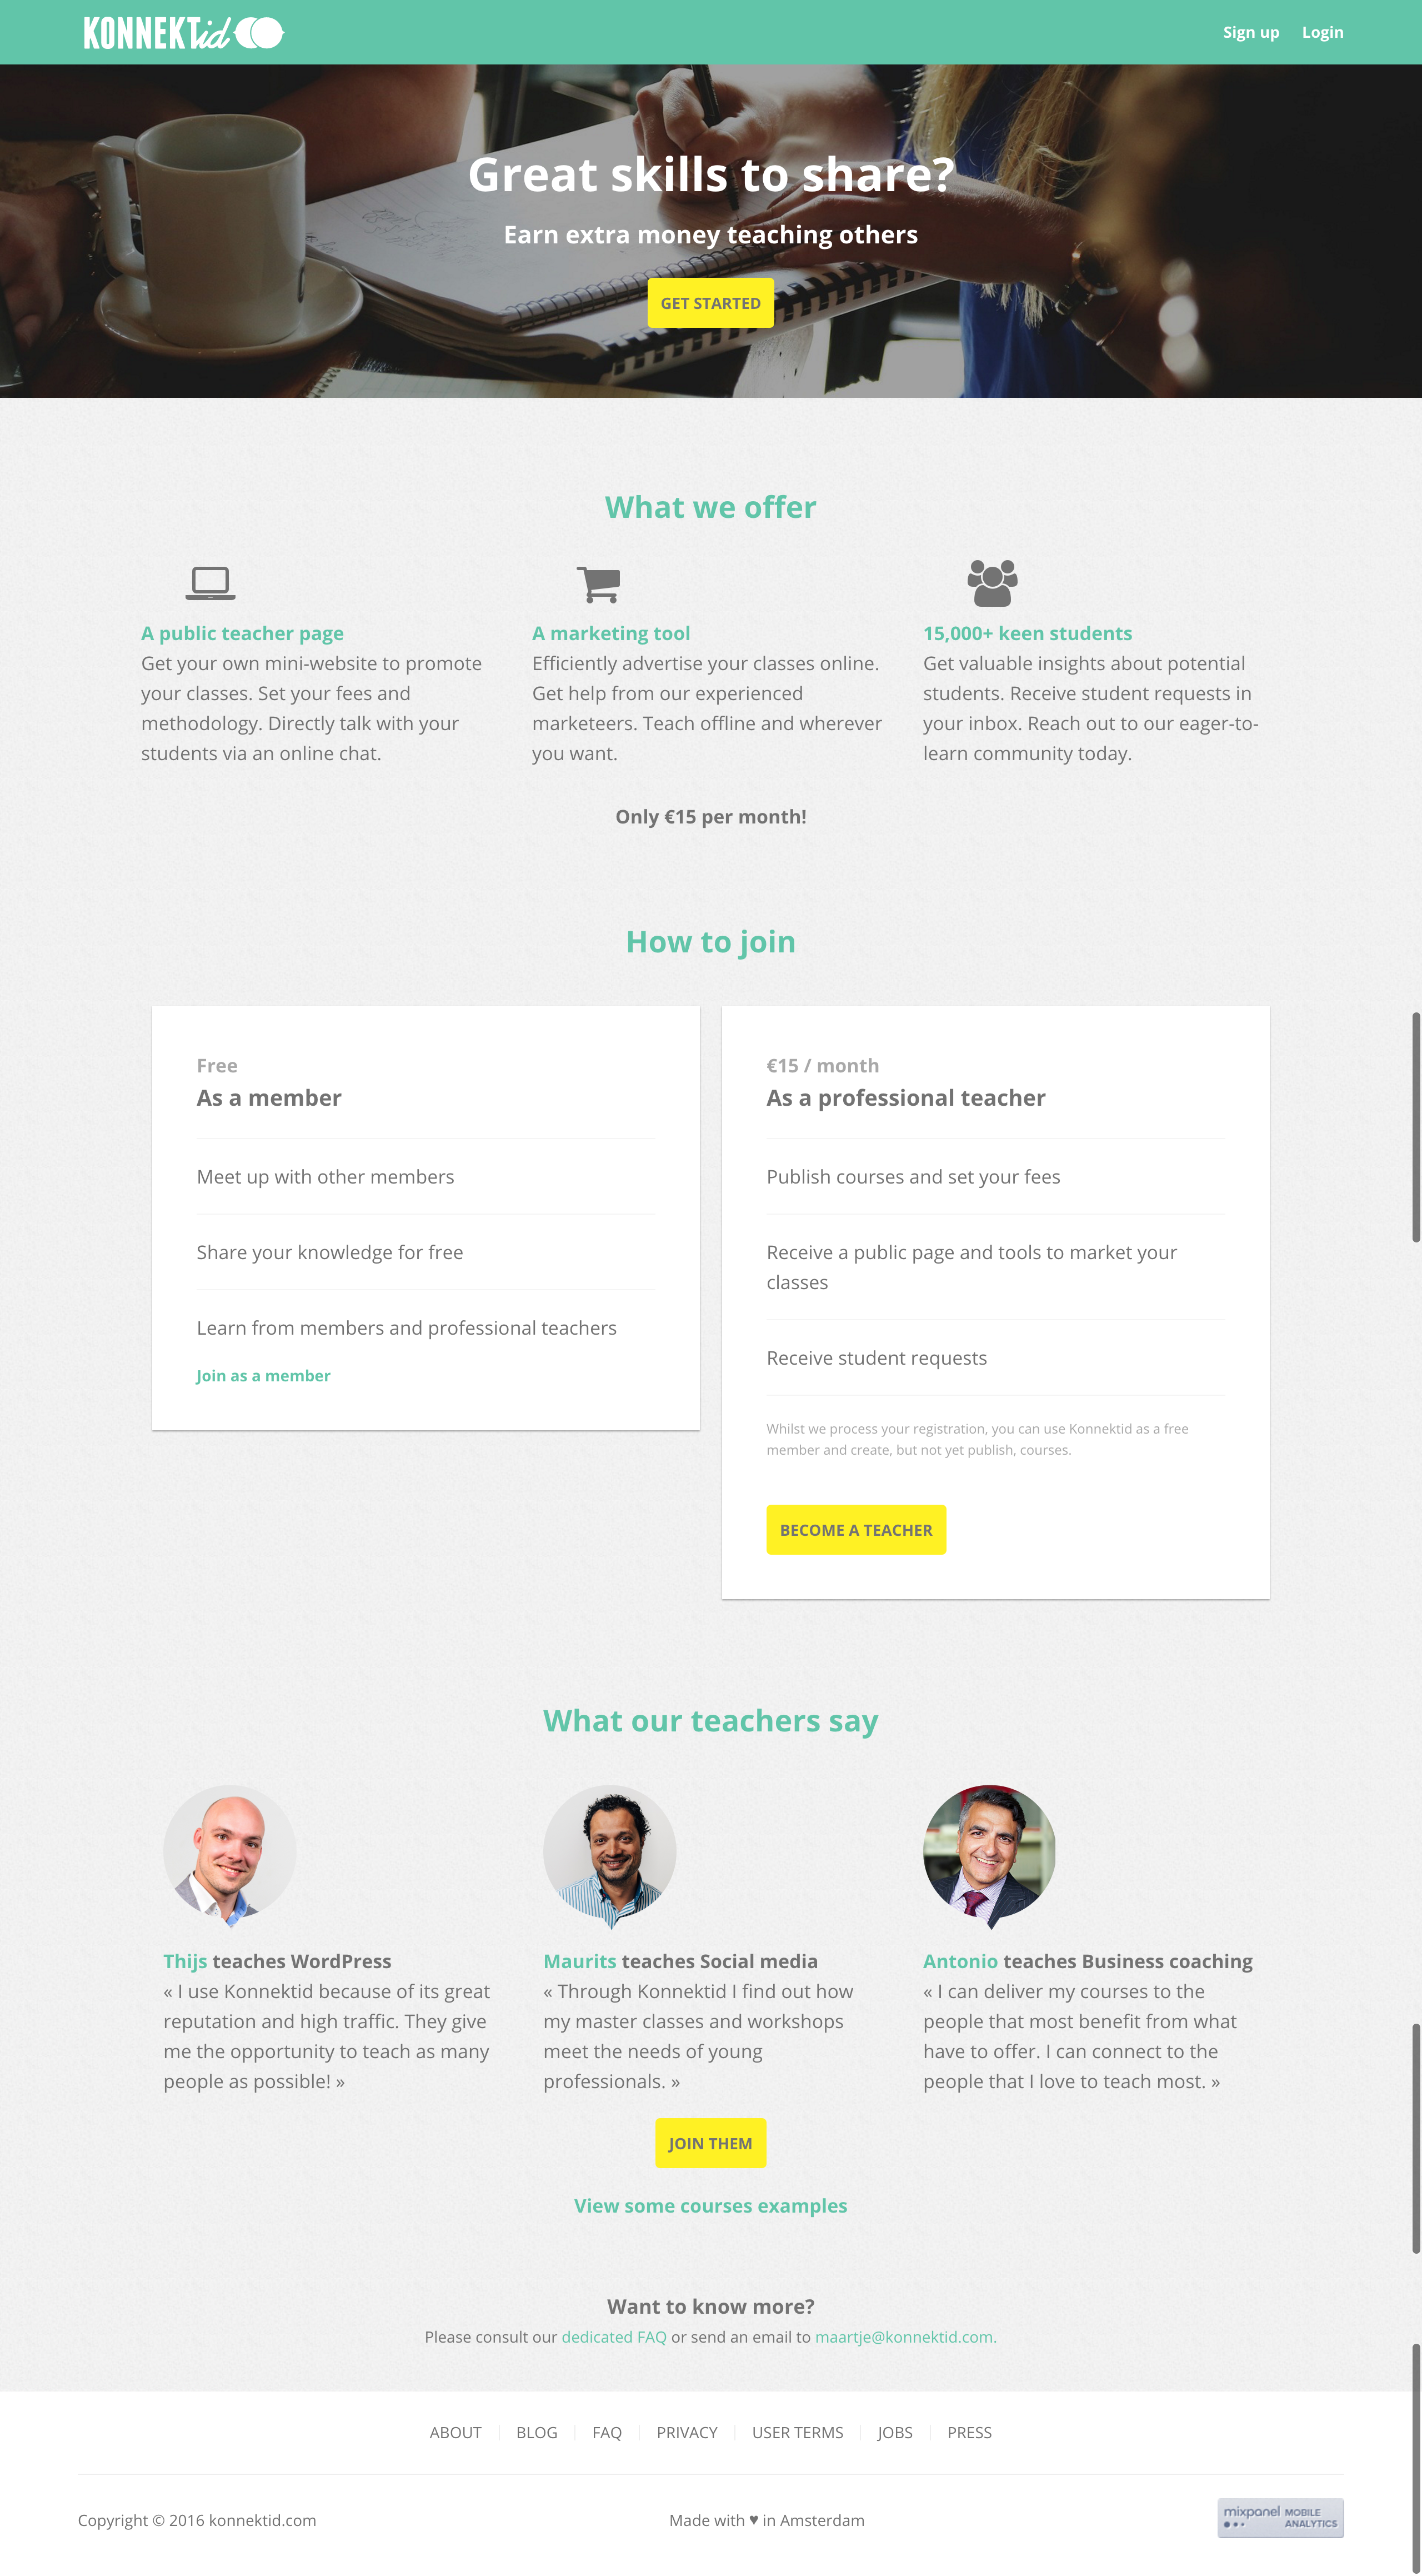 KONNEKTid
Sign up Login
Great skills to share?
Earn extra money teaching others
GET STARTED
What we offer
A public teacher page
Get your own mini-website to promote
your classes. Set your fees and
methodology. Directly talk with your
students via an online chat.
A marketing tool
Efficiently advertise your classes online.
Get help from our experienced
marketeers. Teach offline and wherever
you want.
15,000+ keen students
Get valuable insights about potential
students. Receive student requests in
your inbox. Reach out to our eager-to-
learn community today.
Only €15 per month!
How to join
Free
As a member
Meet up with other members
Share your knowledge for free
Learn from members and professional teachers
Join as a member
€15 / month
As a professional teacher
Publish courses and set your fees
Receive a public page and tools to market your
classes
Receive student requests
Whilst we process your registration, you can use Konnektid as a free
member and create, but not yet publish, courses.
BECOME A TEACHER
What our teachers say
Thijs teaches WordPress
« I use Konnektid because of its great
reputation and high traffic. They give
me the opportunity to teach as many
people as possible! »
Maurits teaches Social media
« Through Konnektid I find out how
my master classes and workshops
meet the needs of young
professionals. »
Antonio teaches Business coaching
« I can deliver my courses to the
people that most benefit from what
have to offer. I can connect to the
people that I love to teach most. »
JOIN THEM
View some courses examples
Want to know more?
Please consult our dedicated FAQ or send an email to maartje@konnektid.com.
ABOUT BLOG FAQ PRIVACY USER TERMS JOBS PRESS
Copyright © 2016 konnektid.com
Made with ♥ in Amsterdam
mixpanel MOBILE
ANALYTICS